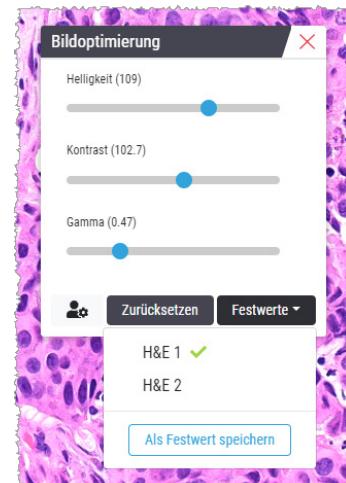 Bildoptimierung
Helligkeit (109)
Kontrast (102.7)
Gamma (0.47)
Zurücksetzen
Festwerte
H&E 1
H&E 2
Als Festwert speichern